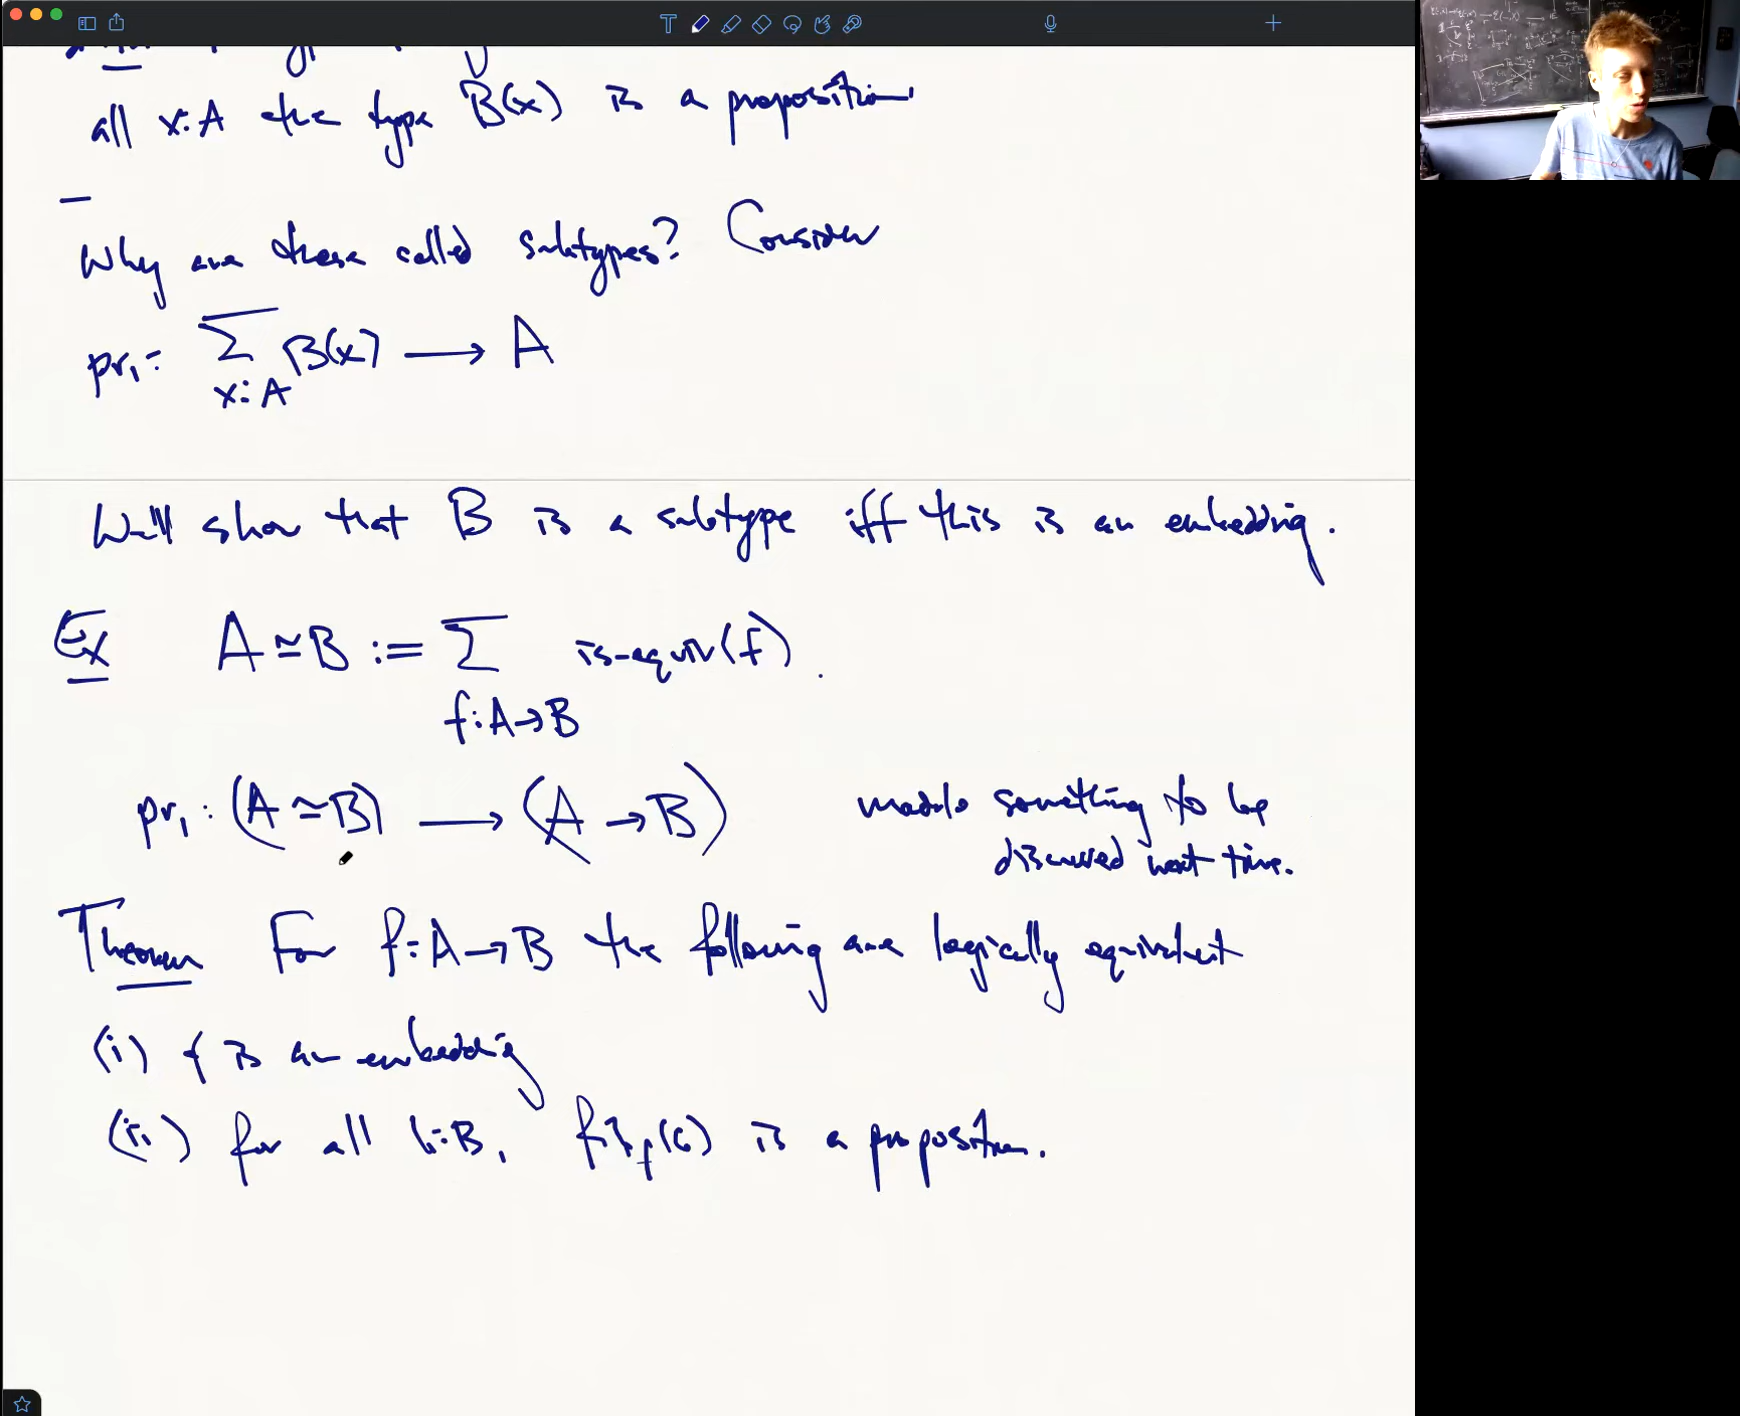 all x:A the type B(x) is a proposition
Why are these called subtypes? Consider
pr₁: ∑ B(x) ⟶ A
x:A
We'll show that B is a subtype iff this is an embedding.
Ex A ≃ B := ∑ is-equiv(f).
f:A→B
pr₁: (A ≃ B) ⟶ (A → B) modulo something to be
discussed next time.
Theorem For f:A→B the following are logically equivalent
(i) f is an embedding
(ii) for all b:B, fib_f(b) is a proposition.